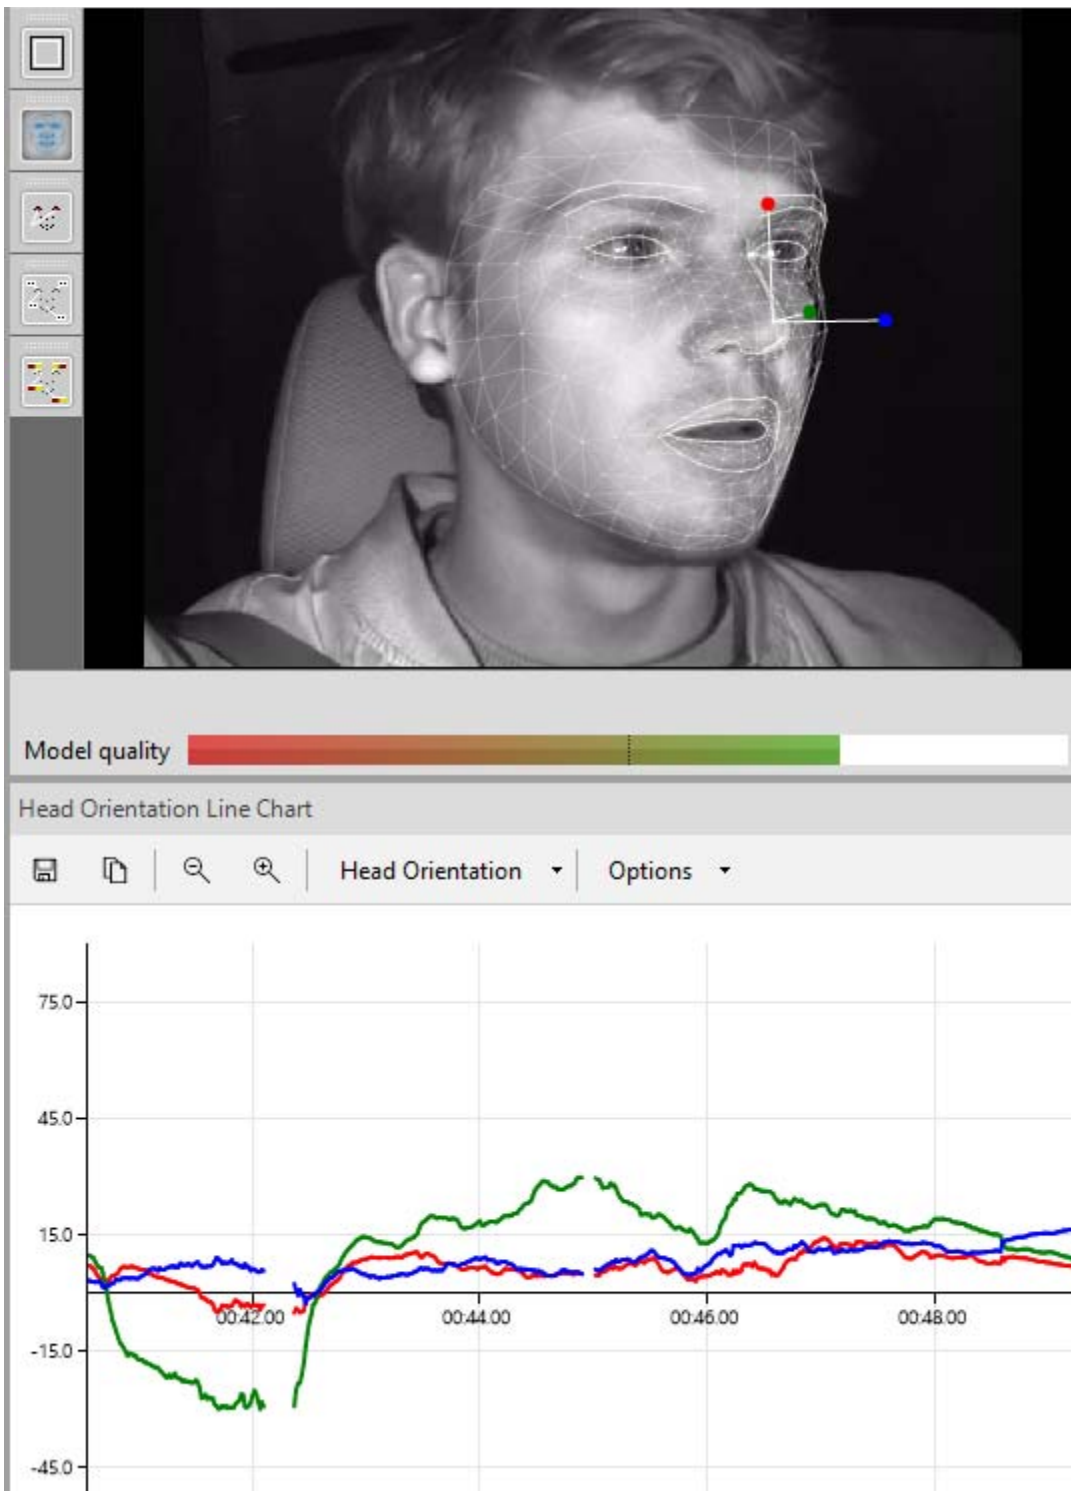 Model quality
Head Orientation Line Chart
Head Orientation Options
75.0
45.0
15.0
-15.0
-45.0
00:42.00 00:44.00 00:46.00 00:48.00